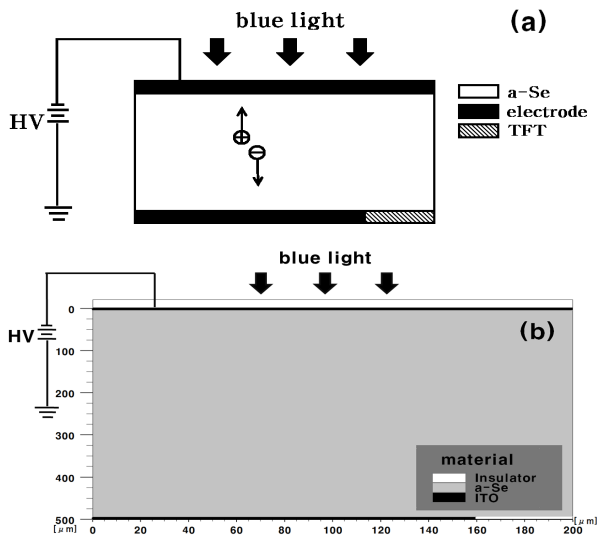 blue light
(a)
HV
a-Se
electrode
TFT
blue light
HV
(b)
0
100
200
300
400
500
material
Insulator
a-Se
ITO
[μm] 0 20 40 60 80 100 120 140 160 180 200 [μm]